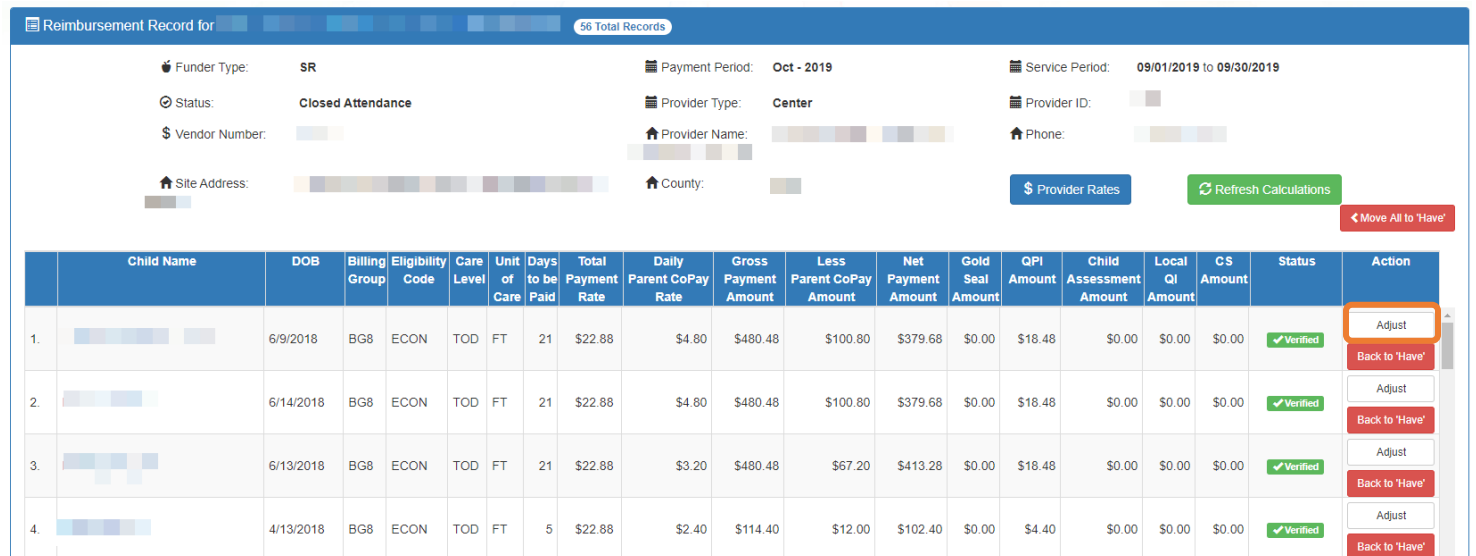 Reimbursement Record for 56 Total Records
Funder Type: SR Payment Period: Oct - 2019 Service Period: 09/01/2019 to 09/30/2019
Status: Closed Attendance Provider Type: Center Provider ID:
$ Vendor Number: Provider Name: Phone:
Site Address: County: $ Provider Rates Refresh Calculations
Move All to 'Have'
Child Name DOB Billing Group Eligibility Code Care Level Unit of Care Days to be Paid Total Payment Rate Daily Parent CoPay Rate Gross Payment Amount Less Parent CoPay Amount Net Payment Amount Gold Seal Amount QPI Amount Child Assessment Amount Local QI Amount CS Amount Status Action
1. 6/9/2018 BG8 ECON TOD FT 21 $22.88 $4.80 $480.48 $100.80 $379.68 $0.00 $18.48 $0.00 $0.00 $0.00 Verified Adjust
Back to 'Have'
2. 6/14/2018 BG8 ECON TOD FT 21 $22.88 $4.80 $480.48 $100.80 $379.68 $0.00 $18.48 $0.00 $0.00 $0.00 Verified Adjust
Back to 'Have'
3. 6/13/2018 BG8 ECON TOD FT 21 $22.88 $3.20 $480.48 $67.20 $413.28 $0.00 $18.48 $0.00 $0.00 $0.00 Verified Adjust
Back to 'Have'
4. 4/13/2018 BG8 ECON TOD FT 5 $22.88 $2.40 $114.40 $12.00 $102.40 $0.00 $4.40 $0.00 $0.00 $0.00 Verified Adjust
Back to 'Have'